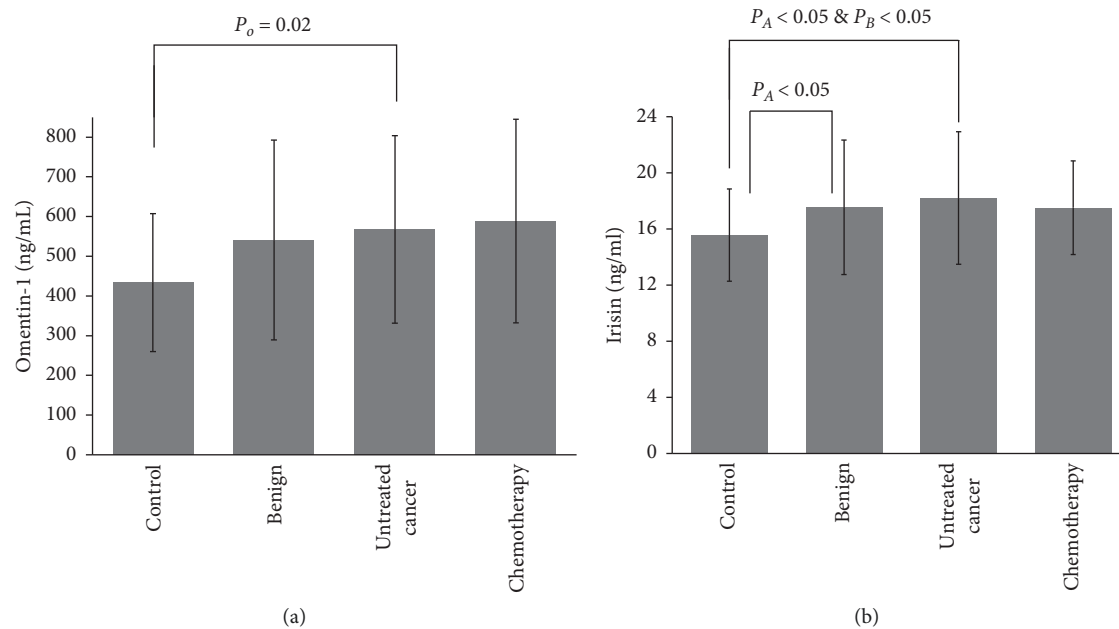 P_o = 0.02
Omentin-1 (ng/mL)
800
700
600
500
400
300
200
100
0
Control
Benign
Untreated
cancer
Chemotherapy
(a)
P_A < 0.05 & P_B < 0.05
P_A < 0.05
Irisin (ng/ml)
24
20
16
12
8
4
0
Control
Benign
Untreated
cancer
Chemotherapy
(b)